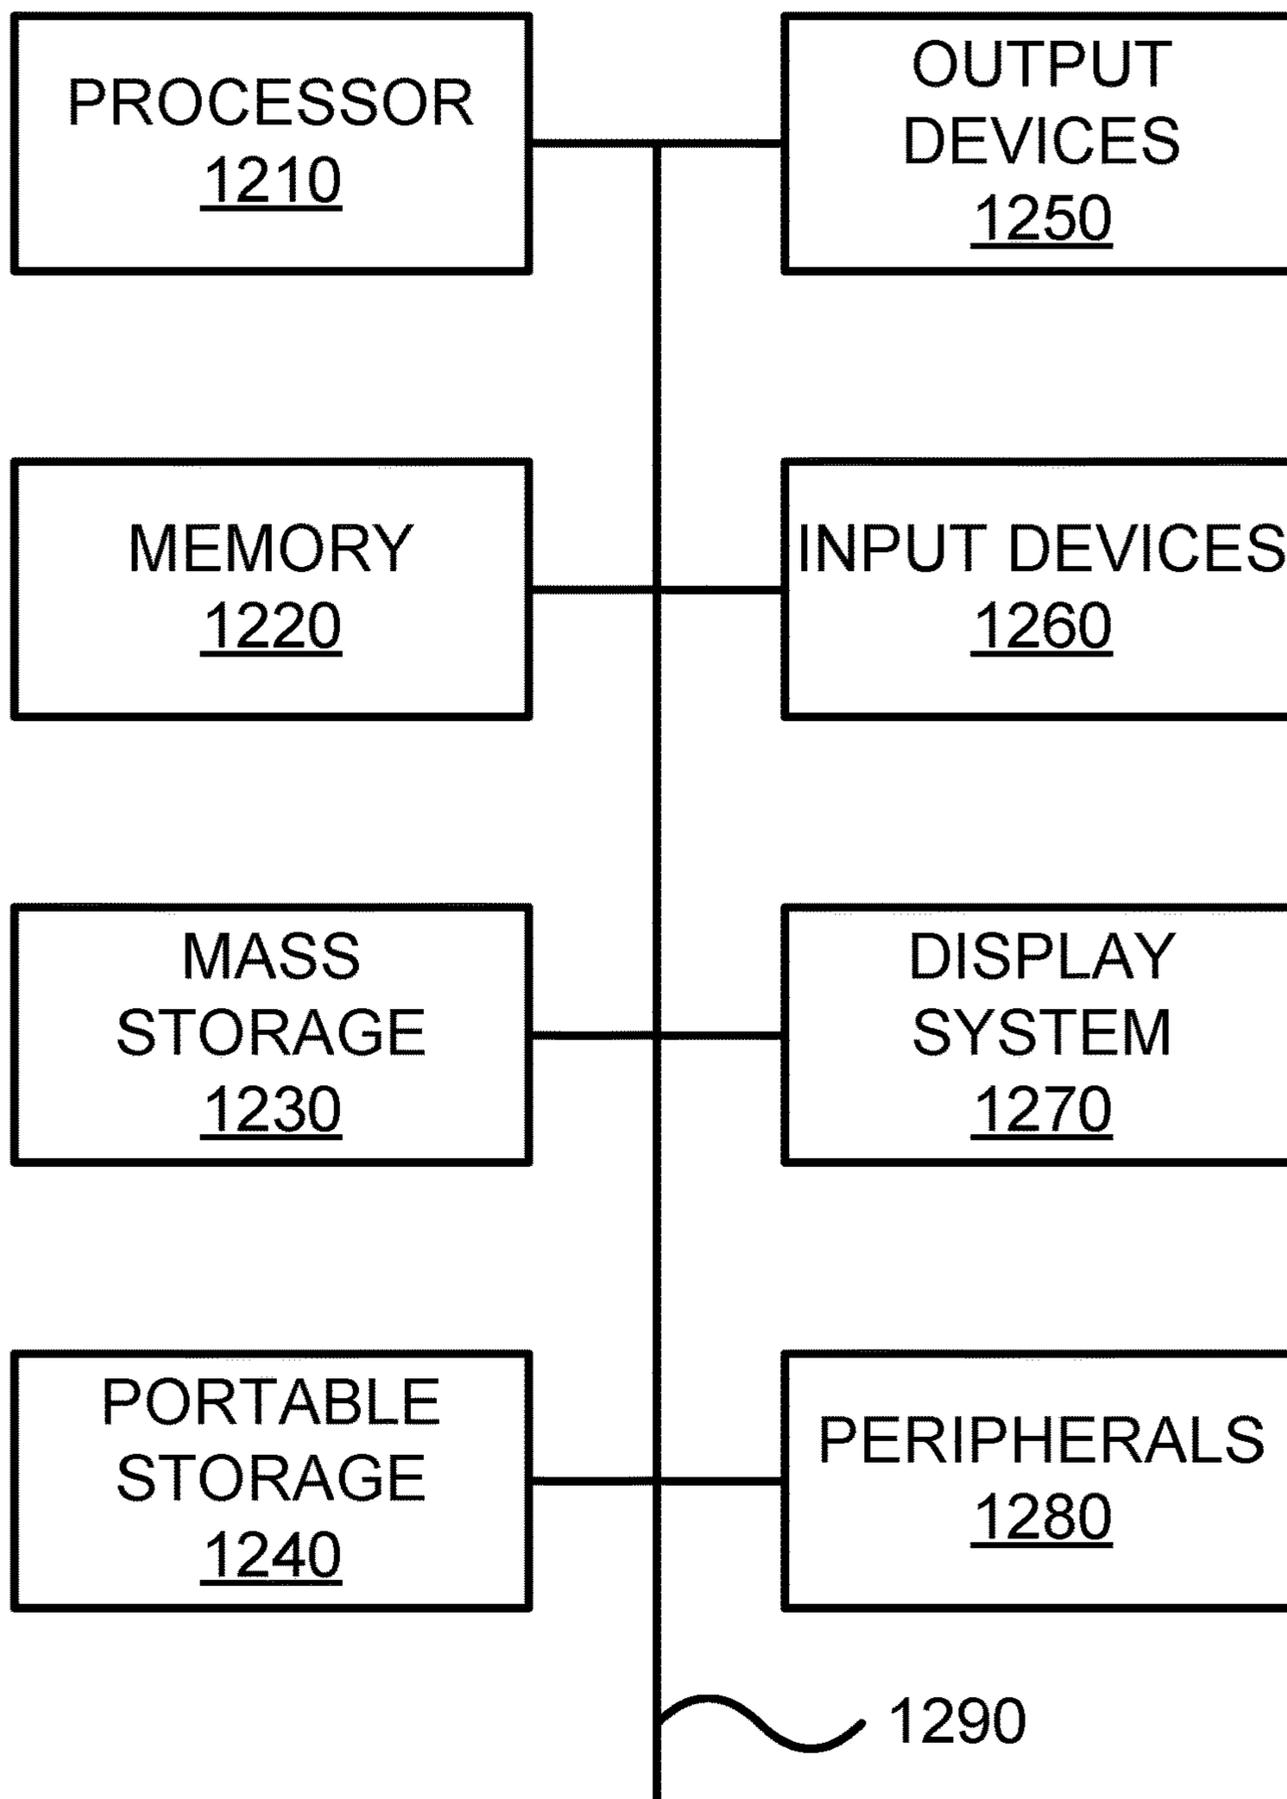 PROCESSOR
1210
OUTPUT
DEVICES
1250
MEMORY
1220
INPUT DEVICES
1260
MASS
STORAGE
1230
DISPLAY
SYSTEM
1270
PORTABLE
STORAGE
1240
PERIPHERALS
1280
1290